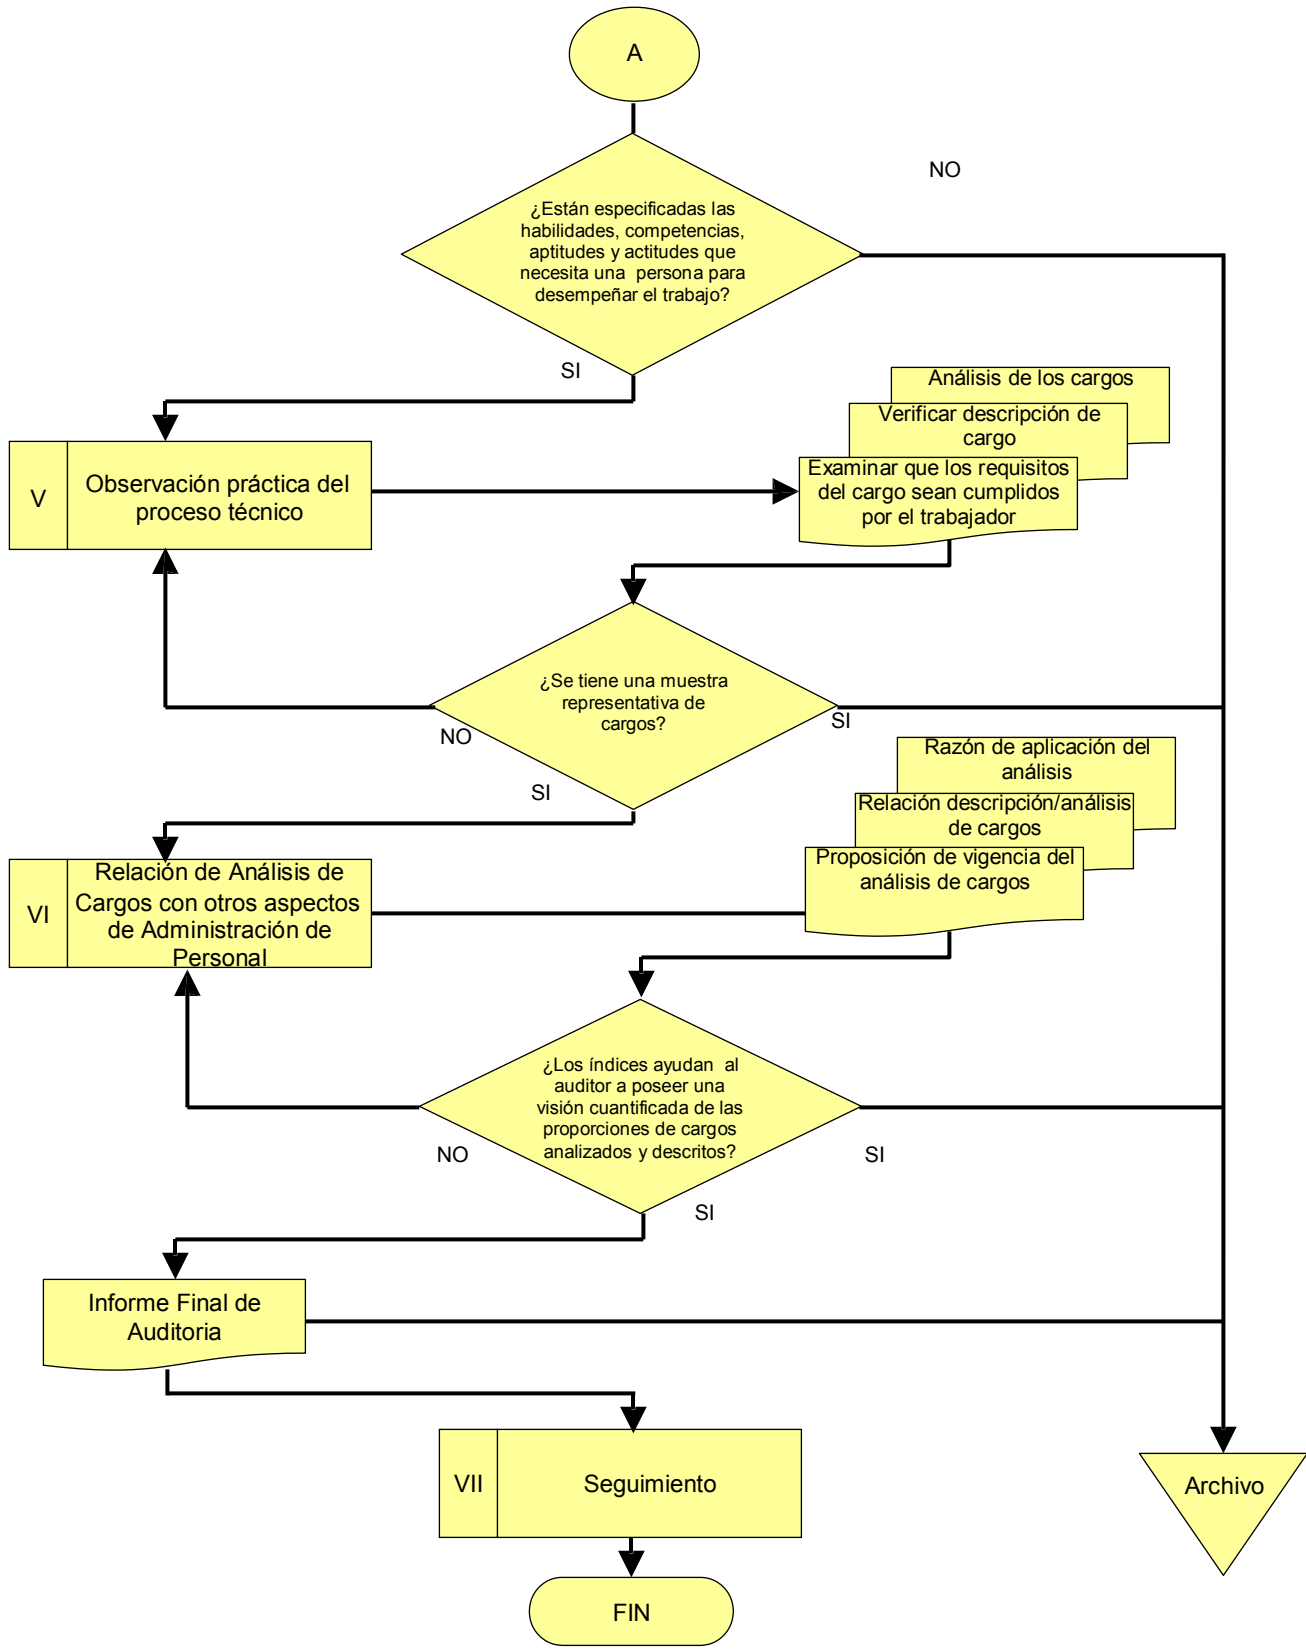 A
NO
¿Están especificadas las
habilidades, competencias,
aptitudes y actitudes que
necesita una persona para
desempeñar el trabajo?
SI
Análisis de los cargos
Verificar descripción de
cargo
Examinar que los requisitos
del cargo sean cumplidos
por el trabajador
V
Observación práctica del
proceso técnico
¿Se tiene una muestra
representativa de
cargos?
NO
SI
SI
Razón de aplicación del
análisis
Relación descripción/análisis
de cargos
Proposición de vigencia del
análisis de cargos
VI
Relación de Análisis de
Cargos con otros aspectos
de Administración de
Personal
¿Los índices ayudan al
auditor a poseer una
visión cuantificada de las
proporciones de cargos
analizados y descritos?
NO
SI
SI
Informe Final de
Auditoria
VII
Seguimiento
Archivo
FIN